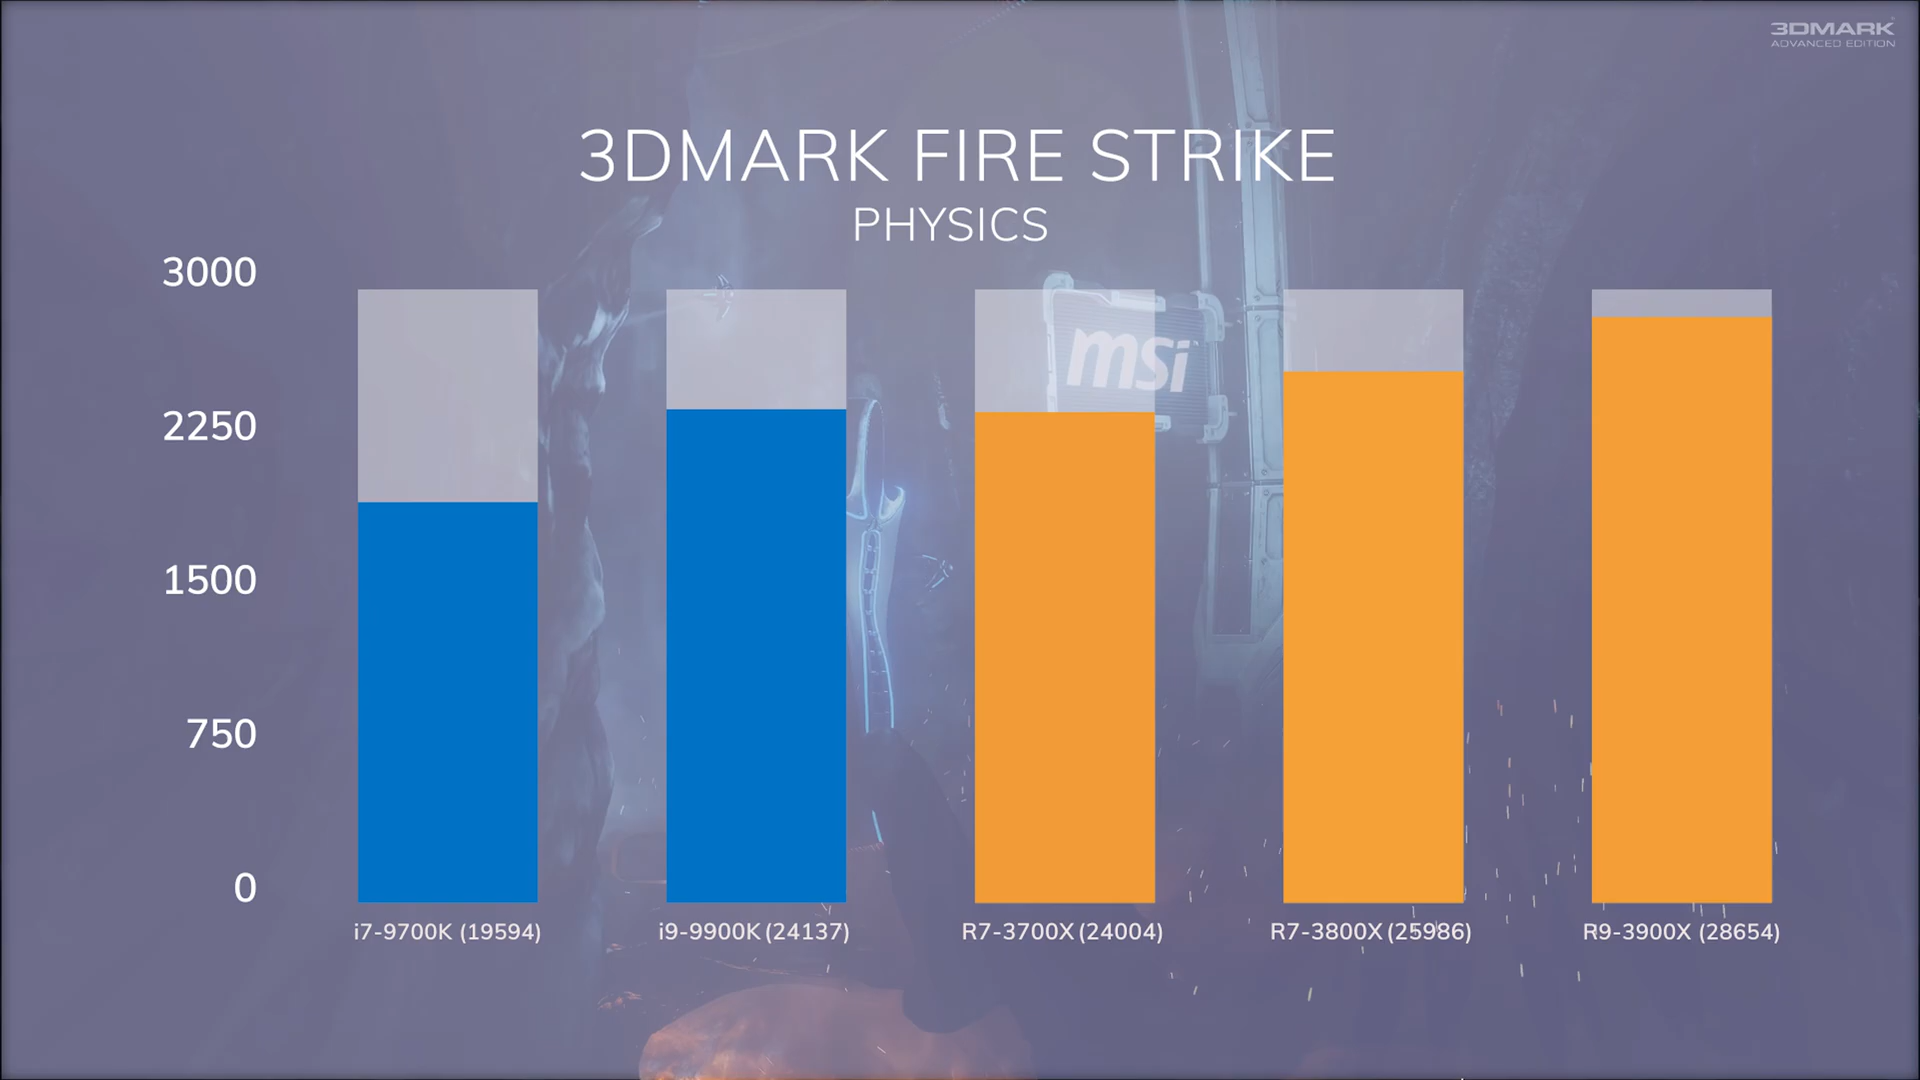 3DMARK
ADVANCED EDITION
3DMARK FIRE STRIKE
PHYSICS
3000
2250
1500
750
0
msi
i7-9700K (19594)
i9-9900K (24137)
R7-3700X (24004)
R7-3800X (25986)
R9-3900X (28654)